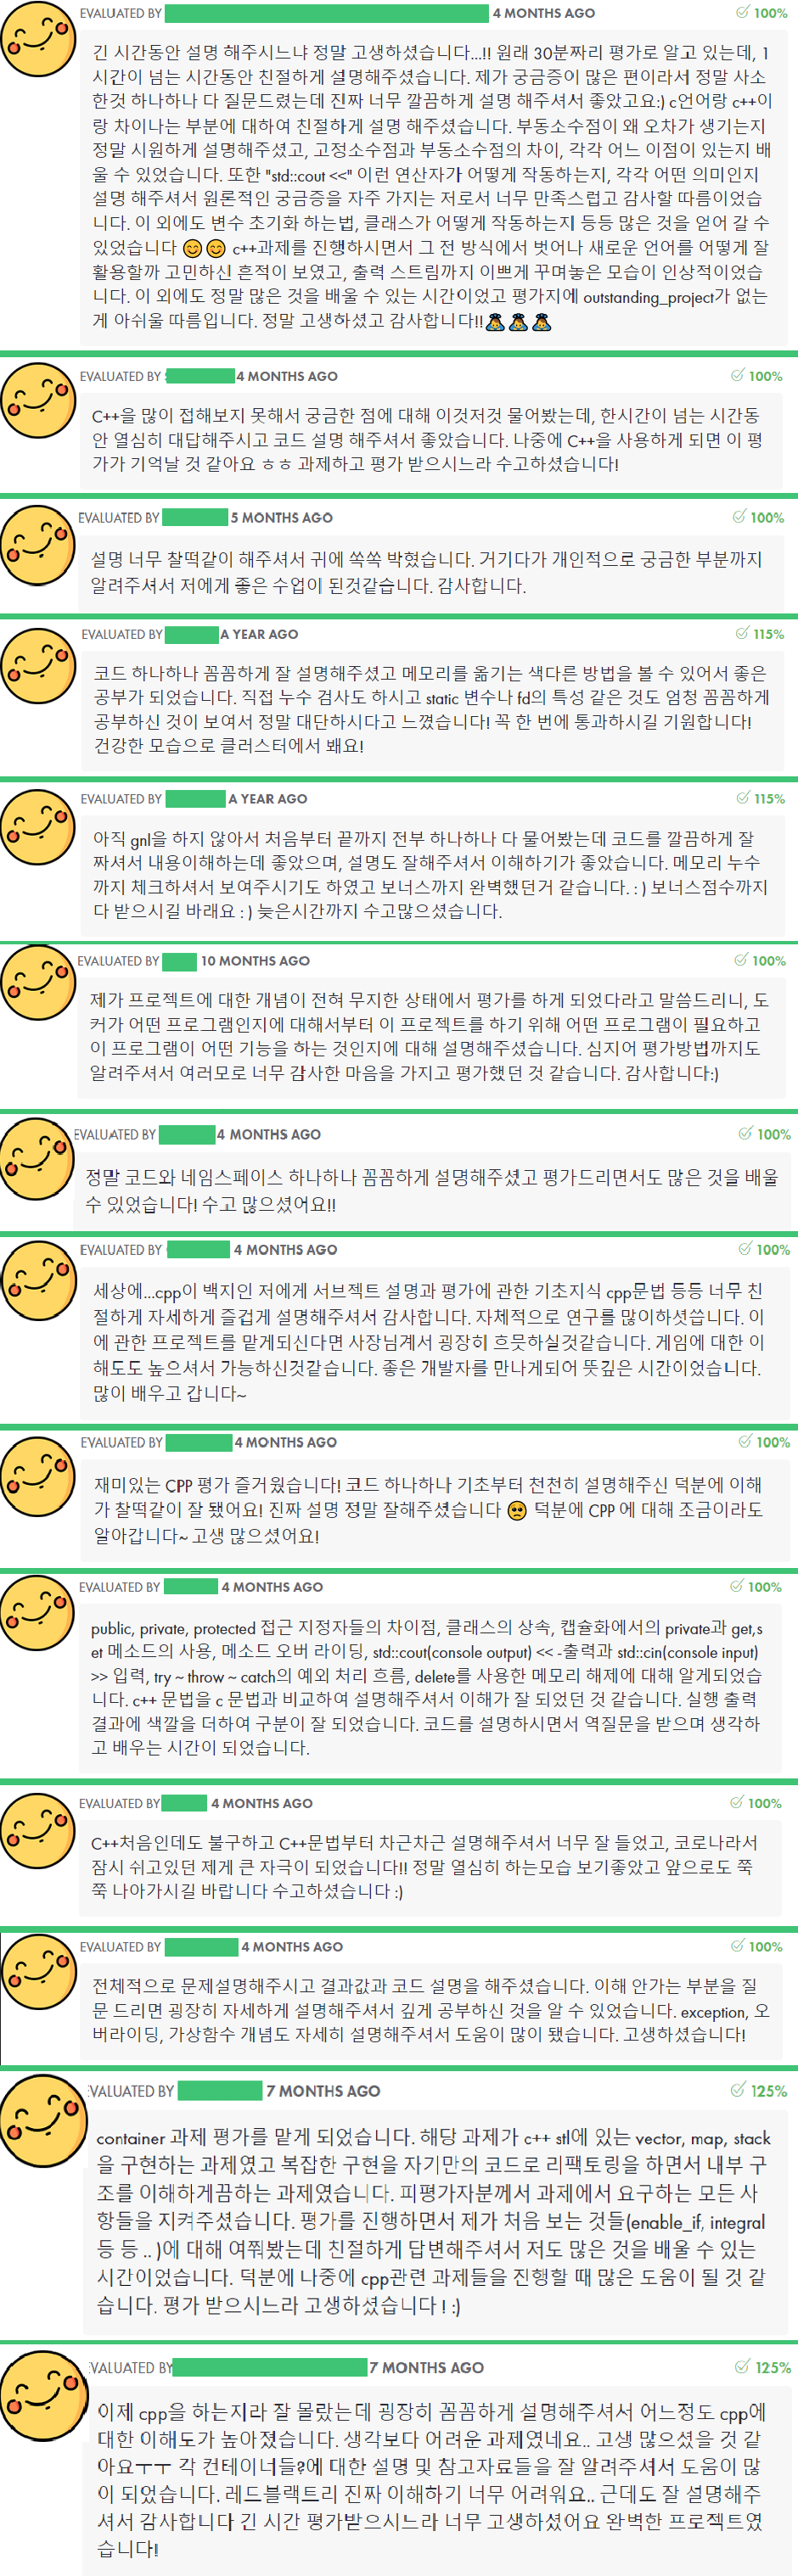 EVALUATED BY 4 MONTHS AGO 100%
긴 시간동안 설명 해주시느냐 정말 고생하셨습니다...!! 원래 30분짜리 평가로 알고 있는데, 1
시간이 넘는 시간동안 친절하게 설명해주셨습니다. 제가 궁금증이 많은 편이라서 정말 사소
한것 하나하나 다 질문드렸는데 진짜 너무 깔끔하게 설명 해주셔서 좋았고요:) c언어랑 c++이
랑 차이나는 부분에 대하여 친절하게 설명 해주셨습니다. 부동소수점이 왜 오차가 생기는지
정말 시원하게 설명해주셨고, 고정소수점과 부동소수점의 차이, 각각 어느 이점이 있는지 배
울 수 있었습니다. 또한 "std::cout <<" 이런 연산자가 어떻게 작동하는지, 각각 어떤 의미인지
설명 해주셔서 원론적인 궁금증을 자주 가지는 저로서 너무 만족스럽고 감사할 따름이었습
니다. 이 외에도 변수 초기화 하는법, 클래스가 어떻게 작동하는지 등등 많은 것을 얻어 갈 수
있었습니다 😊😊 c++과제를 진행하시면서 그 전 방식에서 벗어나 새로운 언어를 어떻게 잘
활용할까 고민하신 흔적이 보였고, 출력 스트림까지 이쁘게 꾸며놓은 모습이 인상적이었습
니다. 이 외에도 정말 많은 것을 배울 수 있는 시간이었고 평가지에 outstanding_project가 없는
게 아쉬울 따름입니다. 정말 고생하셨고 감사합니다!!🙇🙇🙇
EVALUATED BY 4 MONTHS AGO 100%
C++을 많이 접해보지 못해서 궁금한 점에 대해 이것저것 물어봤는데, 한시간이 넘는 시간동
안 열심히 대답해주시고 코드 설명 해주셔서 좋았습니다. 나중에 C++을 사용하게 되면 이 평
가가 기억날 것 같아요 ㅎㅎ 과제하고 평가 받으시느라 수고하셨습니다!
EVALUATED BY 5 MONTHS AGO 100%
설명 너무 찰떡같이 해주셔서 귀에 쏙쏙 박혔습니다. 거기다가 개인적으로 궁금한 부분까지
알려주셔서 저에게 좋은 수업이 된것같습니다. 감사합니다.
EVALUATED BY A YEAR AGO 115%
코드 하나하나 꼼꼼하게 잘 설명해주셨고 메모리를 옮기는 색다른 방법을 볼 수 있어서 좋은
공부가 되었습니다. 직접 누수 검사도 하시고 static 변수나 fd의 특성 같은 것도 엄청 꼼꼼하게
공부하신 것이 보여서 정말 대단하시다고 느꼈습니다! 꼭 한 번에 통과하시길 기원합니다!
건강한 모습으로 클러스터에서 봬요!
EVALUATED BY A YEAR AGO 115%
아직 gnl을 하지 않아서 처음부터 끝까지 전부 하나하나 다 물어봤는데 코드를 깔끔하게 잘
짜셔서 내용이해하는데 좋았으며, 설명도 잘해주셔서 이해하기가 좋았습니다. 메모리 누수
까지 체크하셔서 보여주시기도 하였고 보너스까지 완벽했던거 같습니다. : ) 보너스점수까지
다 받으시길 바래요 : ) 늦은시간까지 수고많으셨습니다.
EVALUATED BY 10 MONTHS AGO 100%
제가 프로젝트에 대한 개념이 전혀 무지한 상태에서 평가를 하게 되었다라고 말씀드리니, 도
커가 어떤 프로그램인지에 대해서부터 이 프로젝트를 하기 위해 어떤 프로그램이 필요하고
이 프로그램이 어떤 기능을 하는 것인지에 대해 설명해주셨습니다. 심지어 평가방법까지도
알려주셔서 여러모로 너무 감사한 마음을 가지고 평가했던 것 같습니다. 감사합니다:)
EVALUATED BY 4 MONTHS AGO 100%
정말 코드와 네임스페이스 하나하나 꼼꼼하게 설명해주셨고 평가드리면서도 많은 것을 배울
수 있었습니다! 수고 많으셨어요!!
EVALUATED BY 4 MONTHS AGO 100%
세상에...cpp이 백지인 저에게 서브젝트 설명과 평가에 관한 기초지식 cpp문법 등등 너무 친
절하게 자세하게 즐겁게 설명해주셔서 감사합니다. 자체적으로 연구를 많이하셧씁니다. 이
에 관한 프로젝트를 맡게되신다면 사장님계서 굉장히 흐뭇하실것같습니다. 게임에 대한 이
해도도 높으셔서 가능하신것같습니다. 좋은 개발자를 만나게되어 뜻깊은 시간이었습니다.
많이 배우고 갑니다~
EVALUATED BY 4 MONTHS AGO 100%
재미있는 CPP 평가 즐거웠습니다! 코드 하나하나 기초부터 천천히 설명해주신 덕분에 이해
가 찰떡같이 잘 됐어요! 진짜 설명 정말 잘해주셨습니다 🥺 덕분에 CPP 에 대해 조금이라도
알아갑니다~ 고생 많으셨어요!
EVALUATED BY 4 MONTHS AGO 100%
public, private, protected 접근 지정자들의 차이점, 클래스의 상속, 캡슐화에서의 private과 get,s
et 메소드의 사용, 메소드 오버 라이딩, std::cout(console output) << -출력과 std::cin(console input)
>> 입력, try ~ throw ~ catch의 예외 처리 흐름, delete를 사용한 메모리 해제에 대해 알게되었습
니다. c++ 문법을 c 문법과 비교하여 설명해주셔서 이해가 잘 되었던 것 같습니다. 실행 출력
결과에 색깔을 더하여 구분이 잘 되었습니다. 코드를 설명하시면서 역질문을 받으며 생각하
고 배우는 시간이 되었습니다.
EVALUATED BY 4 MONTHS AGO 100%
C++처음인데도 불구하고 C++문법부터 차근차근 설명해주셔서 너무 잘 들었고, 코로나라서
잠시 쉬고있던 제게 큰 자극이 되었습니다!! 정말 열심히 하는모습 보기좋았고 앞으로도 쭉
쭉 나아가시길 바랍니다 수고하셨습니다 :)
EVALUATED BY 4 MONTHS AGO 100%
전체적으로 문제설명해주시고 결과값과 코드 설명을 해주셨습니다. 이해 안가는 부분을 질
문 드리면 굉장히 자세하게 설명해주셔서 깊게 공부하신 것을 알 수 있었습니다. exception, 오
버라이딩, 가상함수 개념도 자세히 설명해주셔서 도움이 많이 됐습니다. 고생하셨습니다!
EVALUATED BY 7 MONTHS AGO 125%
container 과제 평가를 맡게 되었습니다. 해당 과제가 c++ stl에 있는 vector, map, stack
을 구현하는 과제였고 복잡한 구현을 자기만의 코드로 리팩토링을 하면서 내부 구
조를 이해하게끔하는 과제였습니다. 피평가자분께서 과제에서 요구하는 모든 사
항들을 지켜주셨습니다. 평가를 진행하면서 제가 처음 보는 것들(enable_if, integral
등 등 .. )에 대해 여쭤봤는데 친절하게 답변해주셔서 저도 많은 것을 배울 수 있는
시간이었습니다. 덕분에 나중에 cpp관련 과제들을 진행할 때 많은 도움이 될 것 같
습니다. 평가 받으시느라 고생하셨습니다 ! :)
EVALUATED BY 7 MONTHS AGO 125%
이제 cpp을 하는지라 잘 몰랐는데 굉장히 꼼꼼하게 설명해주셔서 어느정도 cpp에
대한 이해도가 높아졌습니다. 생각보다 어려운 과제였네요.. 고생 많으셨을 것 같
아요ㅜㅜ 각 컨테이너들?에 대한 설명 및 참고자료들을 잘 알려주셔서 도움이 많
이 되었습니다. 레드블랙트리 진짜 이해하기 너무 어려워요.. 근데도 잘 설명해주
셔서 감사합니다 긴 시간 평가받으시느라 너무 고생하셨어요 완벽한 프로젝트였
습니다!